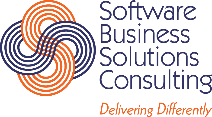 Software
Business
Solutions
Consulting
Delivering Differently